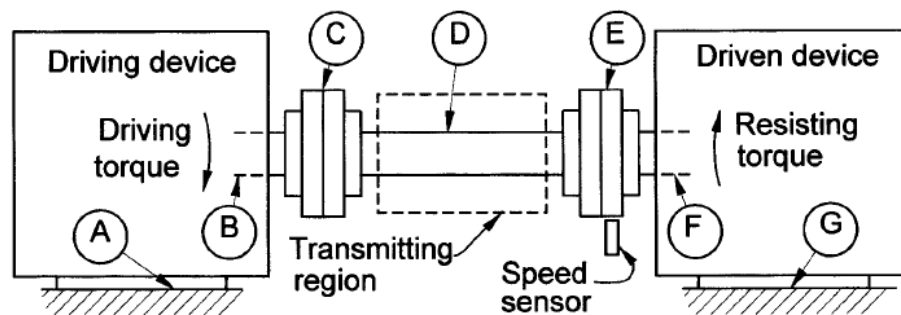 C
D
E
Driving device
Driven device
Driving
torque
Resisting
torque
A
B
F
G
Transmitting
region
Speed
sensor